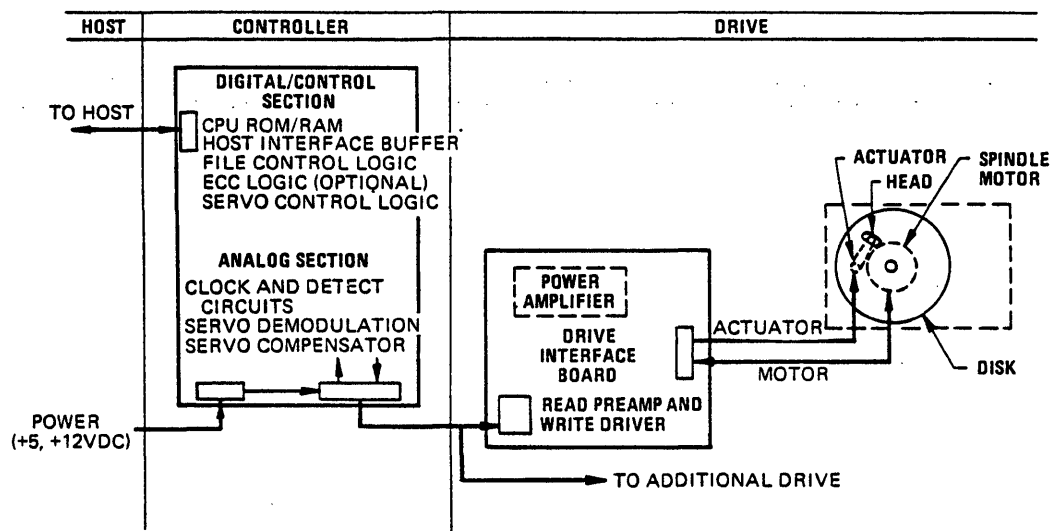 HOST
CONTROLLER
DRIVE
DIGITAL/CONTROL
SECTION
TO HOST
CPU ROM/RAM
HOST INTERFACE BUFFER
FILE CONTROL LOGIC
ECC LOGIC (OPTIONAL)
SERVO CONTROL LOGIC
ANALOG SECTION
CLOCK AND DETECT
CIRCUITS
SERVO DEMODULATION
SERVO COMPENSATOR
POWER
(+5, +12VDC)
POWER
AMPLIFIER
DRIVE
INTERFACE
BOARD
READ PREAMP AND
WRITE DRIVER
ACTUATOR
MOTOR
TO ADDITIONAL DRIVE
ACTUATOR
HEAD
SPINDLE
MOTOR
DISK